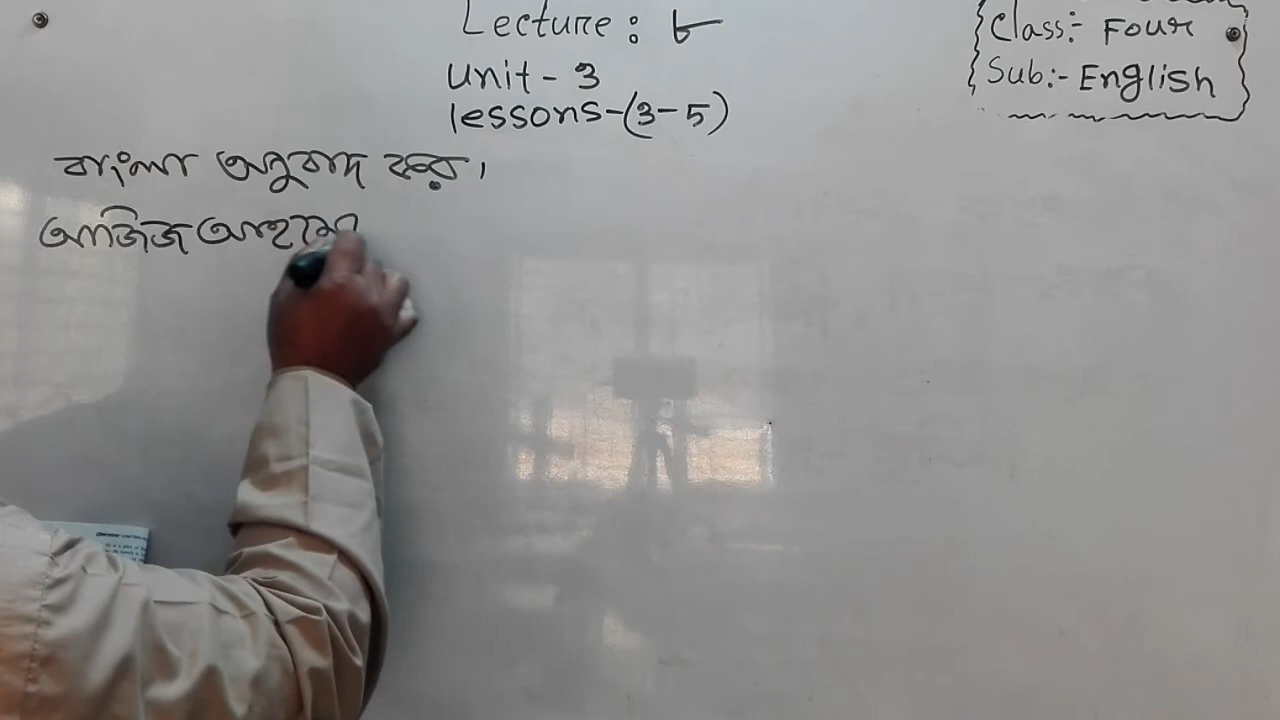 Lecture : ৮
Unit - 3
lessons-(3-5)
Class:- Four
Sub:- English
বাংলা অনুবাদ কর।
আজিজ